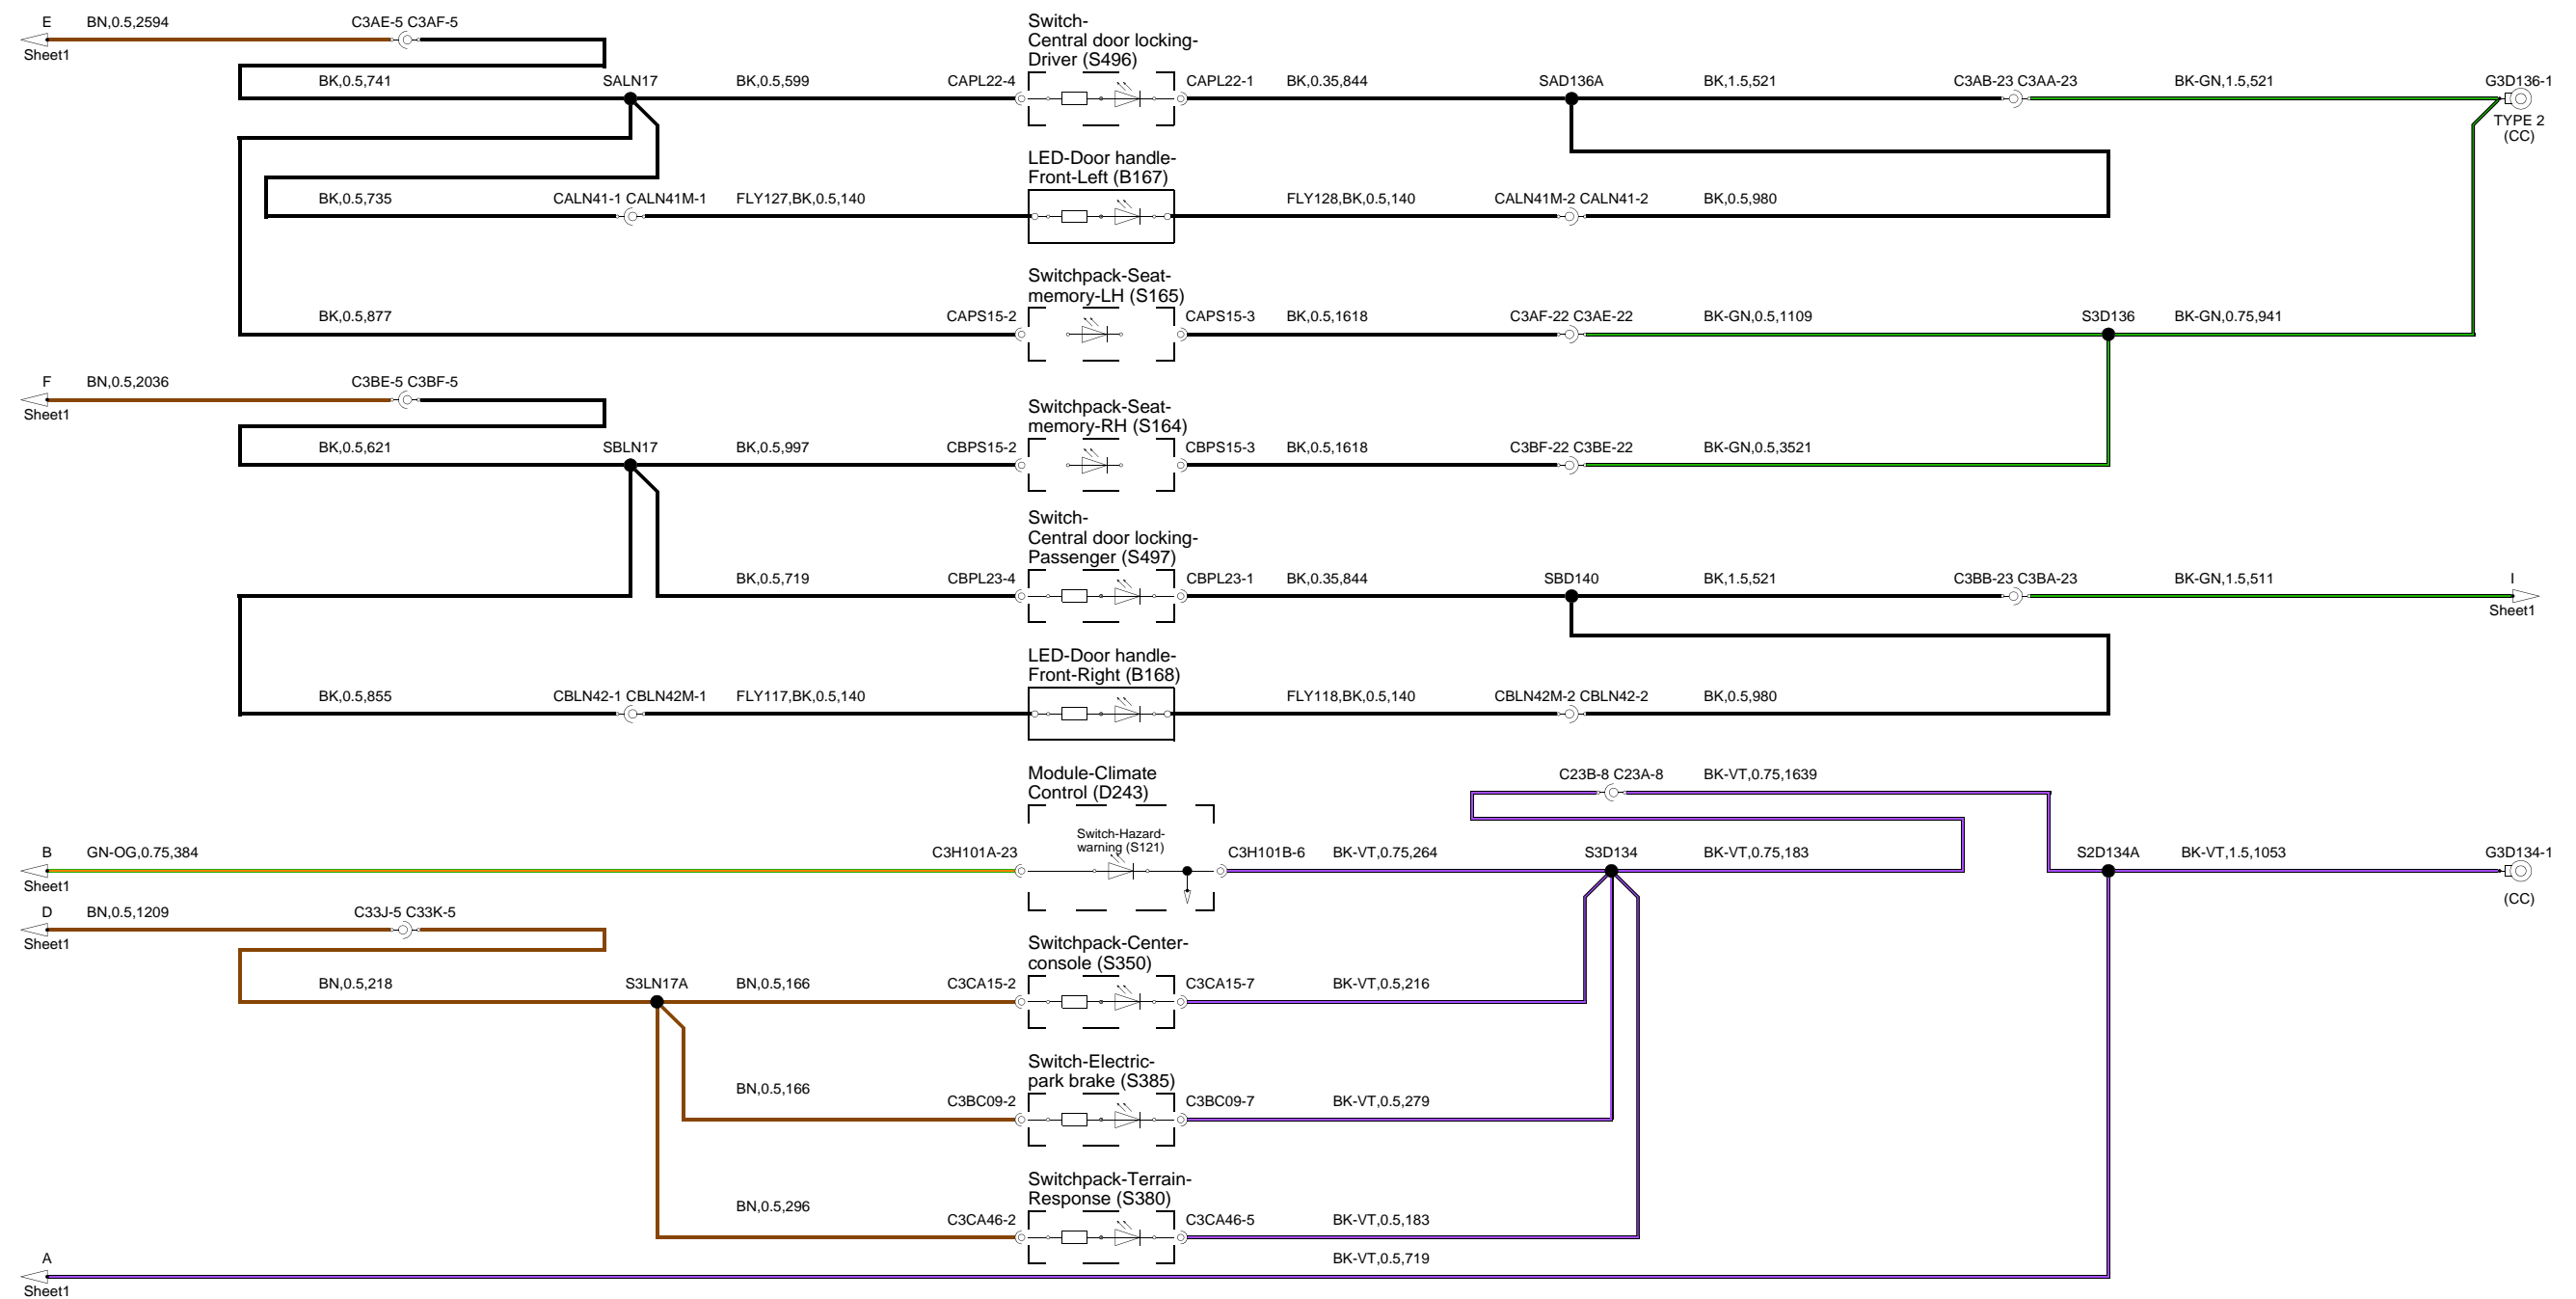 E BN,0.5,2594 C3AE-5 C3AF-5
Sheet1
Switch-
Central door locking-
Driver (S496)
BK,0.5,741 SALN17 BK,0.5,599 CAPL22-4 CAPL22-1 BK,0.35,844 SAD136A BK,1.5,521 C3AB-23 C3AA-23 BK-GN,1.5,521 G3D136-1
TYPE 2
(CC)
LED-Door handle-
Front-Left (B167)
BK,0.5,735 CALN41-1 CALN41M-1 FLY127,BK,0.5,140 FLY128,BK,0.5,140 CALN41M-2 CALN41-2 BK,0.5,980
Switchpack-Seat-
memory-LH (S165)
BK,0.5,877 CAPS15-2 CAPS15-3 BK,0.5,1618 C3AF-22 C3AE-22 BK-GN,0.5,1109 S3D136 BK-GN,0.75,941
F BN,0.5,2036 C3BE-5 C3BF-5
Sheet1
Switchpack-Seat-
memory-RH (S164)
BK,0.5,621 SBLN17 BK,0.5,997 CBPS15-2 CBPS15-3 BK,0.5,1618 C3BF-22 C3BE-22 BK-GN,0.5,3521
Switch-
Central door locking-
Passenger (S497)
BK,0.5,719 CBPL23-4 CBPL23-1 BK,0.35,844 SBD140 BK,1.5,521 C3BB-23 C3BA-23 BK-GN,1.5,511 I
Sheet1
LED-Door handle-
Front-Right (B168)
BK,0.5,855 CBLN42-1 CBLN42M-1 FLY117,BK,0.5,140 FLY118,BK,0.5,140 CBLN42M-2 CBLN42-2 BK,0.5,980
Module-Climate
Control (D243)
C23B-8 C23A-8 BK-VT,0.75,1639
Switch-Hazard-
warning (S121)
B GN-OG,0.75,384 C3H101A-23 C3H101B-6 BK-VT,0.75,264 S3D134 BK-VT,0.75,183 S2D134A BK-VT,1.5,1053 G3D134-1
Sheet1
(CC)
D BN,0.5,1209 C33J-5 C33K-5
Sheet1
Switchpack-Center-
console (S350)
BN,0.5,218 S3LN17A BN,0.5,166 C3CA15-2 C3CA15-7 BK-VT,0.5,216
Switch-Electric-
park brake (S385)
BN,0.5,166 C3BC09-2 C3BC09-7 BK-VT,0.5,279
Switchpack-Terrain-
Response (S380)
BN,0.5,296 C3CA46-2 C3CA46-5 BK-VT,0.5,183
A BK-VT,0.5,719
Sheet1